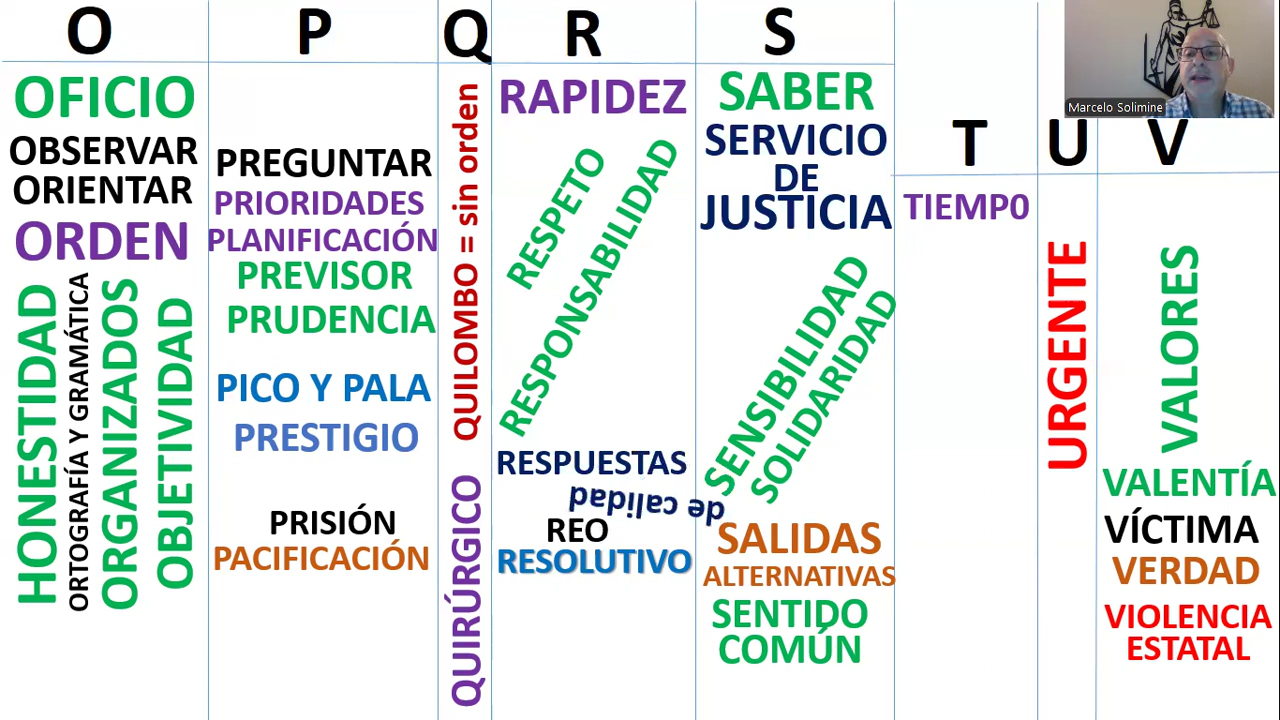 O
OFICIO
OBSERVAR
ORIENTAR
ORDEN
HONESTIDAD
ORTOGRAFÍA Y GRAMÁTICA
ORGANIZADOS
OBJETIVIDAD
P
PREGUNTAR
PRIORIDADES
PLANIFICACIÓN
PREVISOR
PRUDENCIA
PICO Y PALA
PRESTIGIO
PRISIÓN
PACIFICACIÓN
Q
QUILOMBO = sin orden
QUIRÚRGICO
R
RAPIDEZ
RESPETO
RESPONSABILIDAD
RESPUESTAS
de calidad
REO
RESOLUTIVO
S
SABER
SERVICIO
DE
JUSTICIA
SENSIBILIDAD
SOLIDARIDAD
SALIDAS
ALTERNATIVAS
SENTIDO
COMÚN
T
TIEMP0
U
URGENTE
V
VALORES
VALENTÍA
VÍCTIMA
VERDAD
VIOLENCIA
ESTATAL
Marcelo Solimine